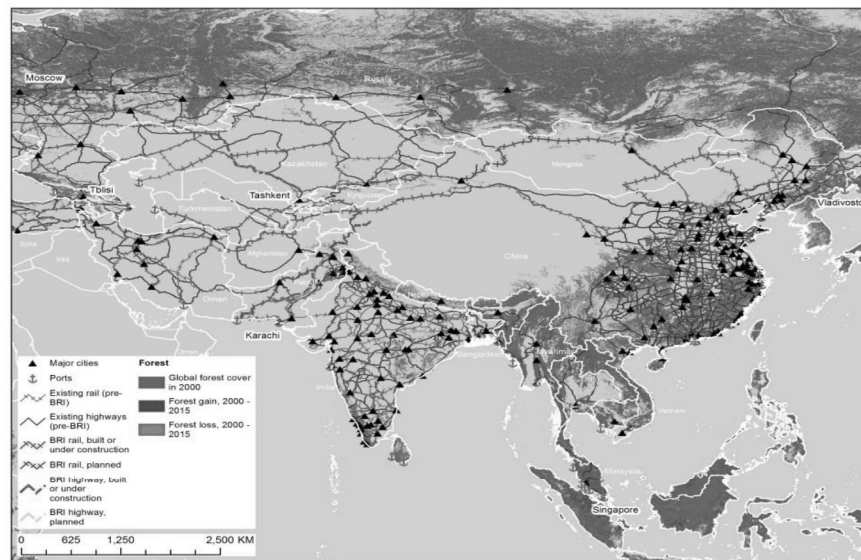 Moscow
Russia
Kazakhstan
Mongolia
Tblisi
Tashkent
Kyrgyzstan
Turkmenistan
Vladivosto
Syria
Iraq
Afghanistan
China
Oman
Karachi
Oman
Bangladesh
Myanmar
India
Vietnam
Malaysia
Singapore
Major cities
Ports
Existing rail (pre-
BRI)
Existing highways
(pre-BRI)
BRI rail, built or
under construction
BRI rail, planned
BRI highway, built
or under
construction
BRI highway,
planned
Forest
Global forest cover
in 2000
Forest gain, 2000 -
2015
Forest loss, 2000 -
2015
0 625 1,250 2,500 KM